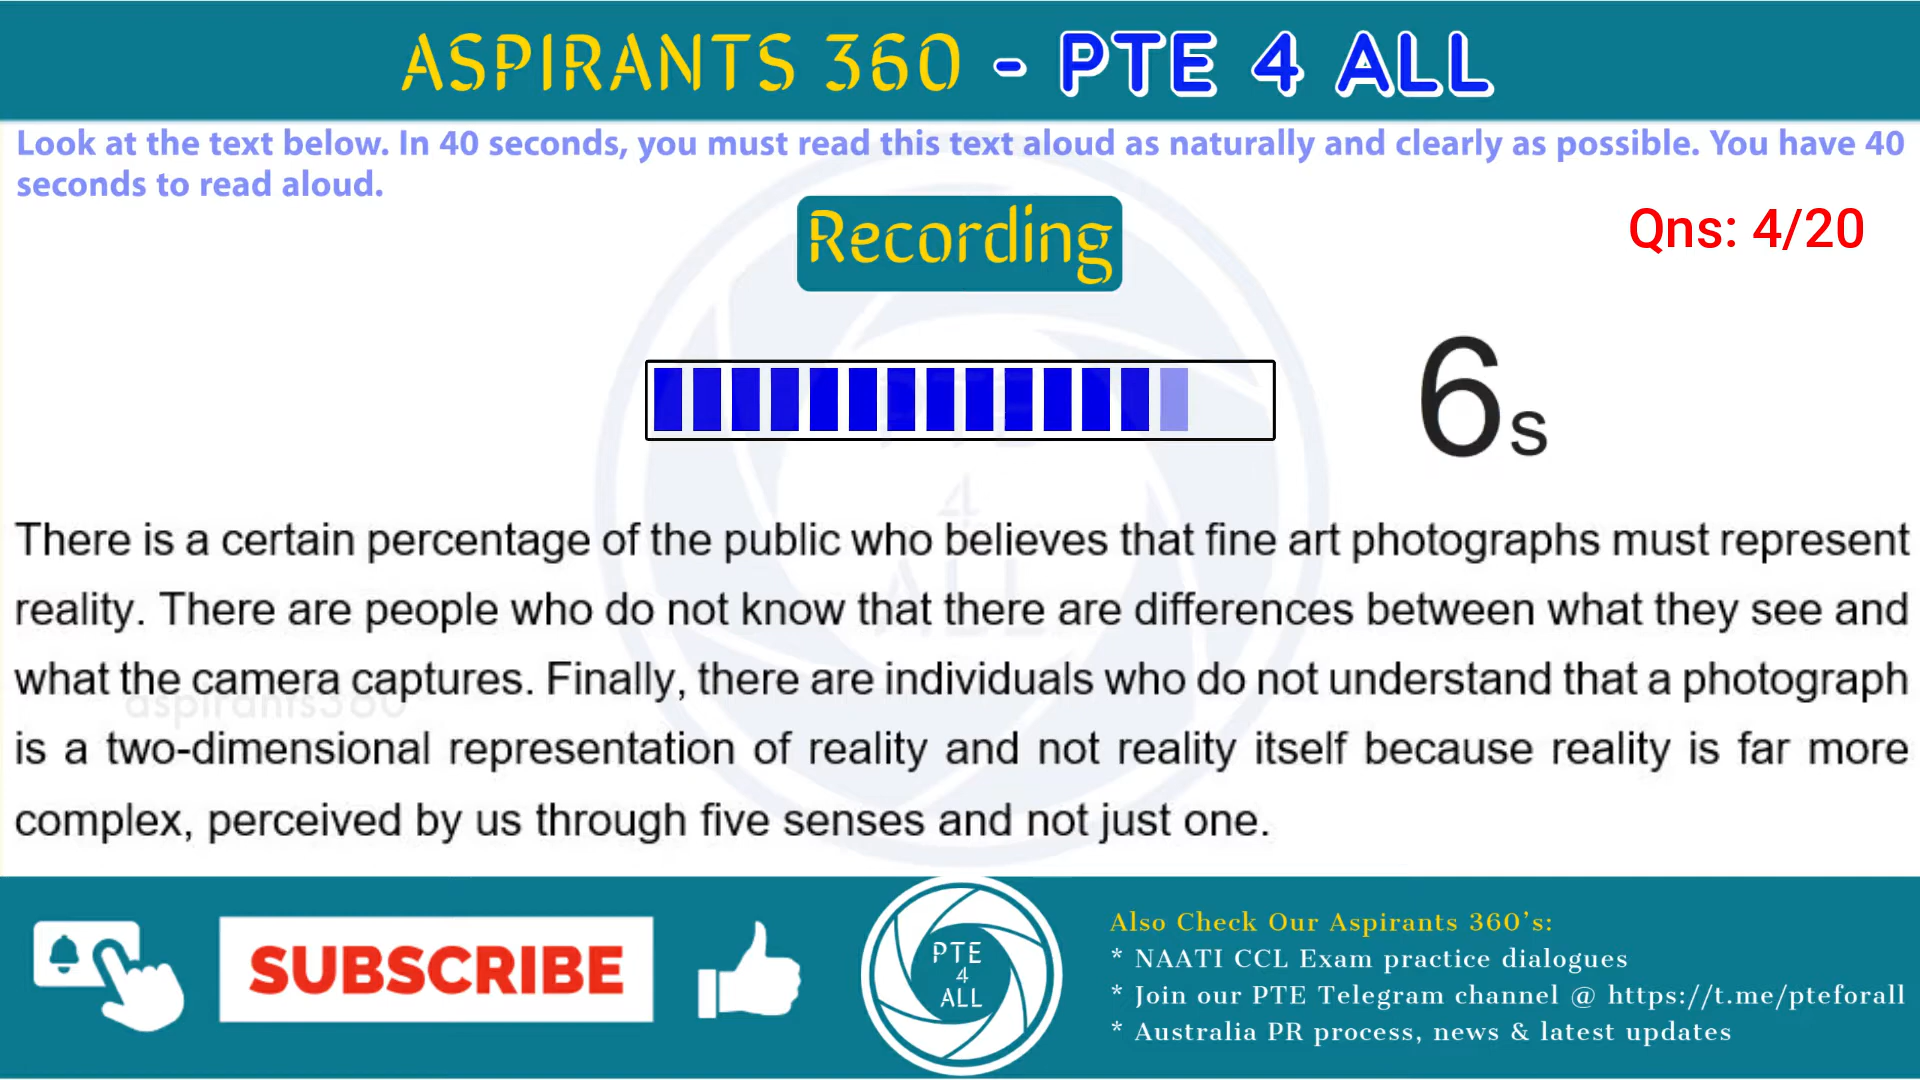 ASPIRANTS 360 - PTE 4 ALL
Look at the text below. In 40 seconds, you must read this text aloud as naturally and clearly as possible. You have 40
seconds to read aloud.
Recording
Qns: 4/20
6s
There is a certain percentage of the public who believes that fine art photographs must represent
reality. There are people who do not know that there are differences between what they see and
what the camera captures. Finally, there are individuals who do not understand that a photograph
is a two-dimensional representation of reality and not reality itself because reality is far more
complex, perceived by us through five senses and not just one.
aspirants360
PTE
4
ALL
SUBSCRIBE
PTE
4
ALL
Also Check Our Aspirants 360's:
* NAATI CCL Exam practice dialogues
* Join our PTE Telegram channel @ https://t.me/pteforall
* Australia PR process, news & latest updates